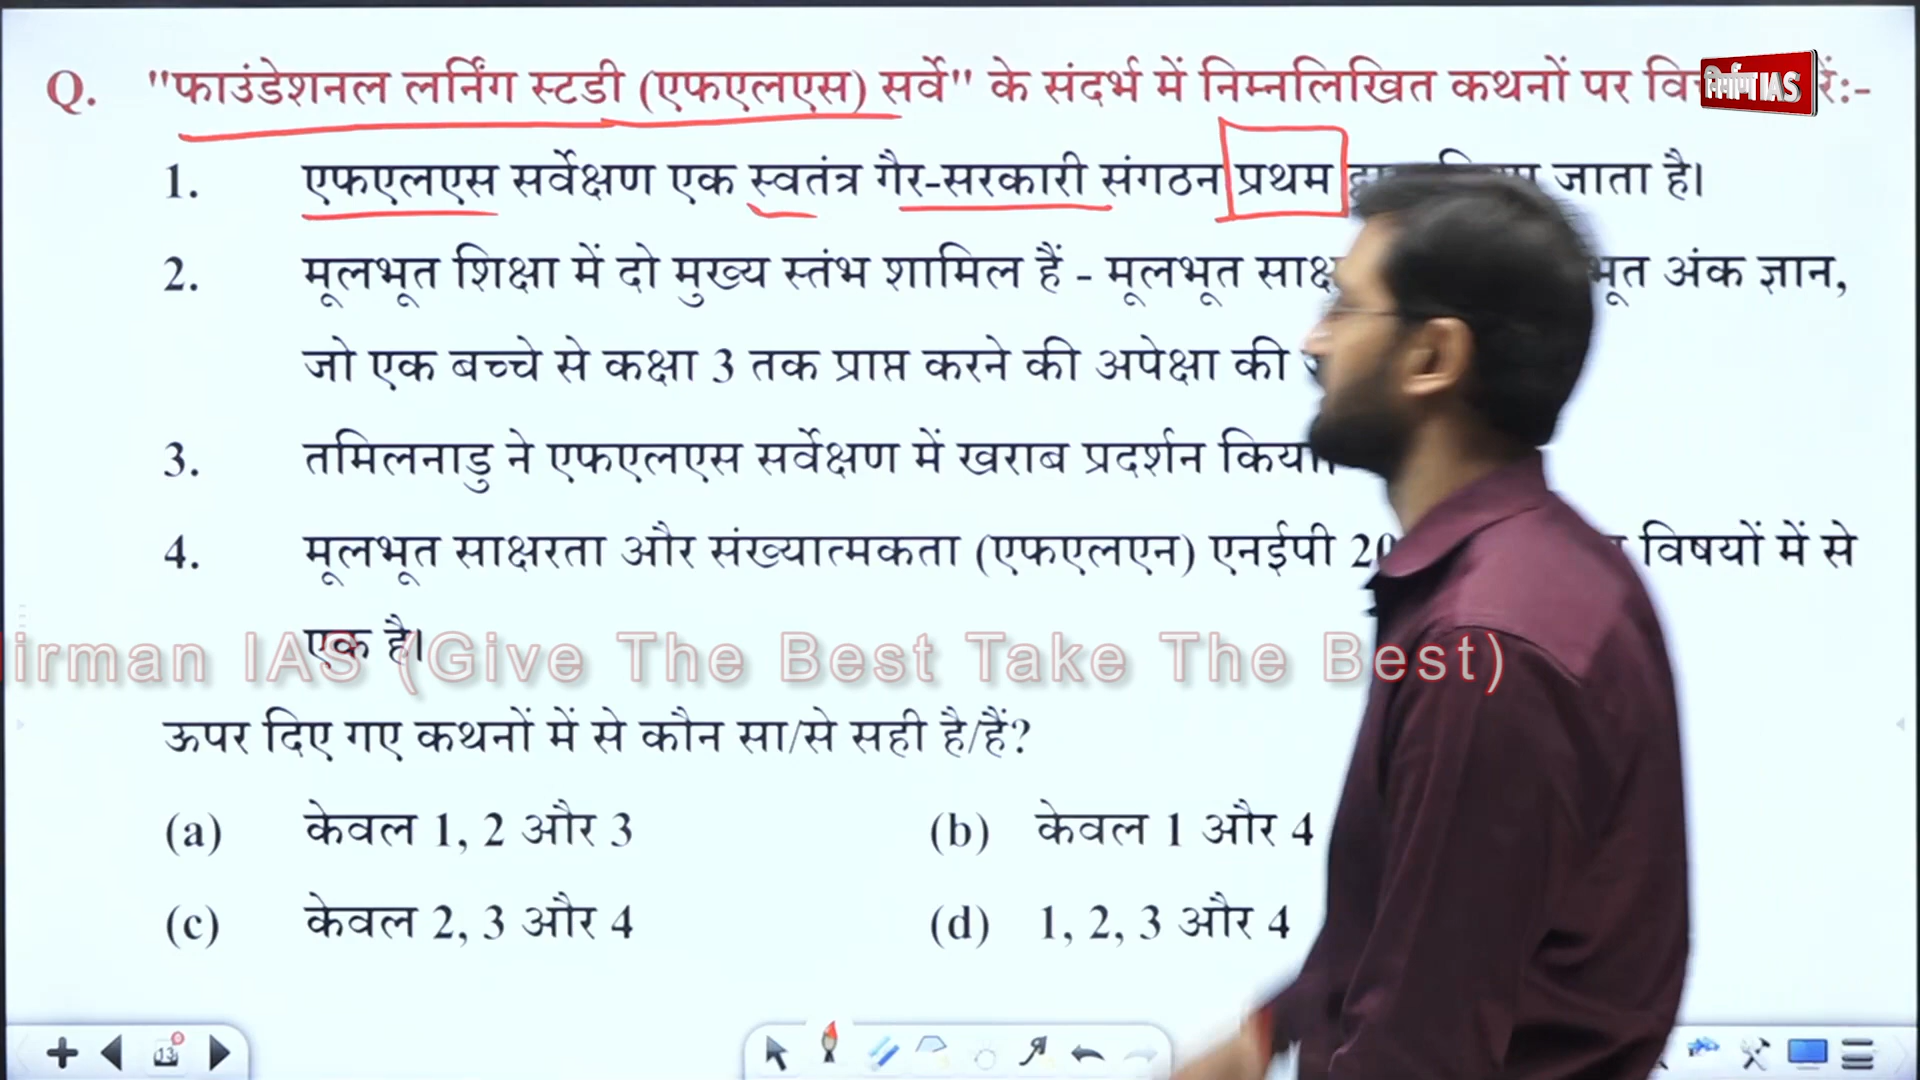 Q. "फाउंडेशनल लर्निंग स्टडी (एफएलएस) सर्वे" के संदर्भ में निम्नलिखित कथनों पर
निर्माण IAS
1. एफएलएस सर्वेक्षण एक स्वतंत्र गैर-सरकारी संगठन प्रथम जाता है।
2. मूलभूत शिक्षा में दो मुख्य स्तंभ शामिल हैं - मूलभूत अंक ज्ञान,
जो एक बच्चे से कक्षा 3 तक प्राप्त करने की अपेक्षा की
3. तमिलनाडु ने एफएलएस सर्वेक्षण में खराब प्रदर्शन किया।
4. मूलभूत साक्षरता और संख्यात्मकता (एफएलएन) एनईपी विषयों में से
एक है।
Nirman IAS (Give The Best Take The Best)
ऊपर दिए गए कथनों में से कौन सा/से सही है/हैं?
(a) केवल 1, 2 और 3 (b) केवल 1 और 4
(c) केवल 2, 3 और 4 (d) 1, 2, 3 और 4
13